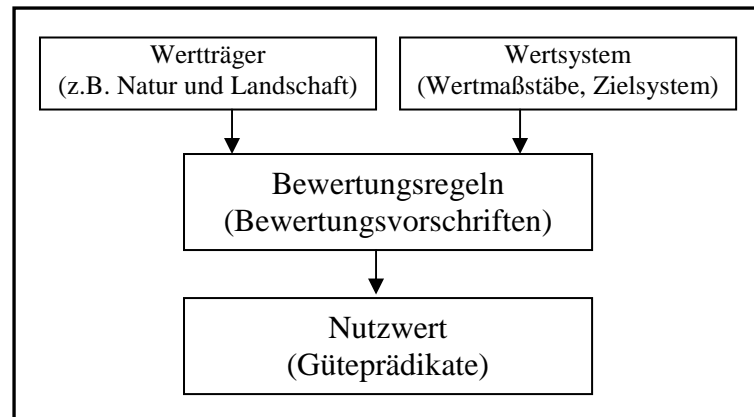 Wertträger
(z.B. Natur und Landschaft)
Wertsystem
(Wertmaßstäbe, Zielsystem)
Bewertungsregeln
(Bewertungsvorschriften)
Nutzwert
(Güteprädikate)